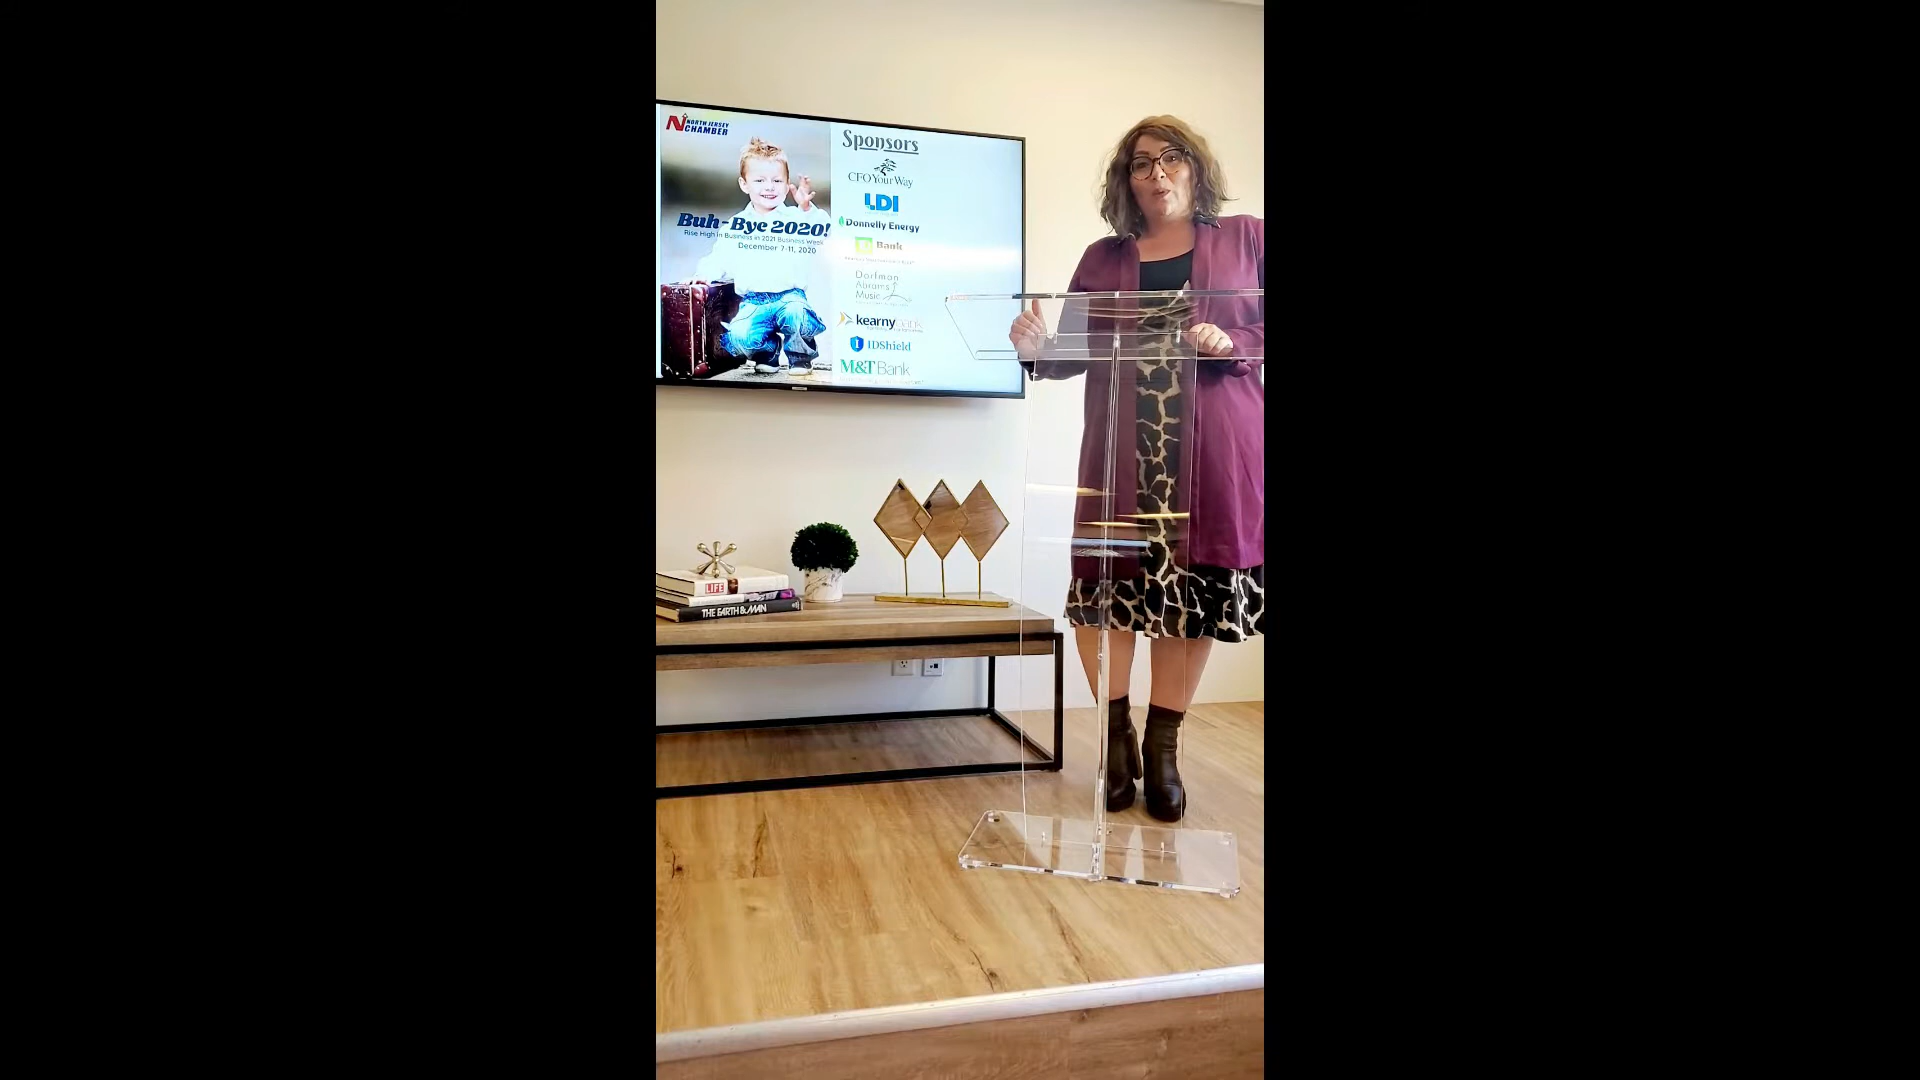 NORTH JERSEY
CHAMBER
Buh-Bye 2020!
Rise High in Business in 2021 Business Week
December 7-11, 2020
Sponsors
CFO Your Way
LDI
Donnelly Energy
Bank
Dorfman
Abrams
Music
kearnybank
IDShield
M&T Bank
LIFE
THE EARTH & MAN